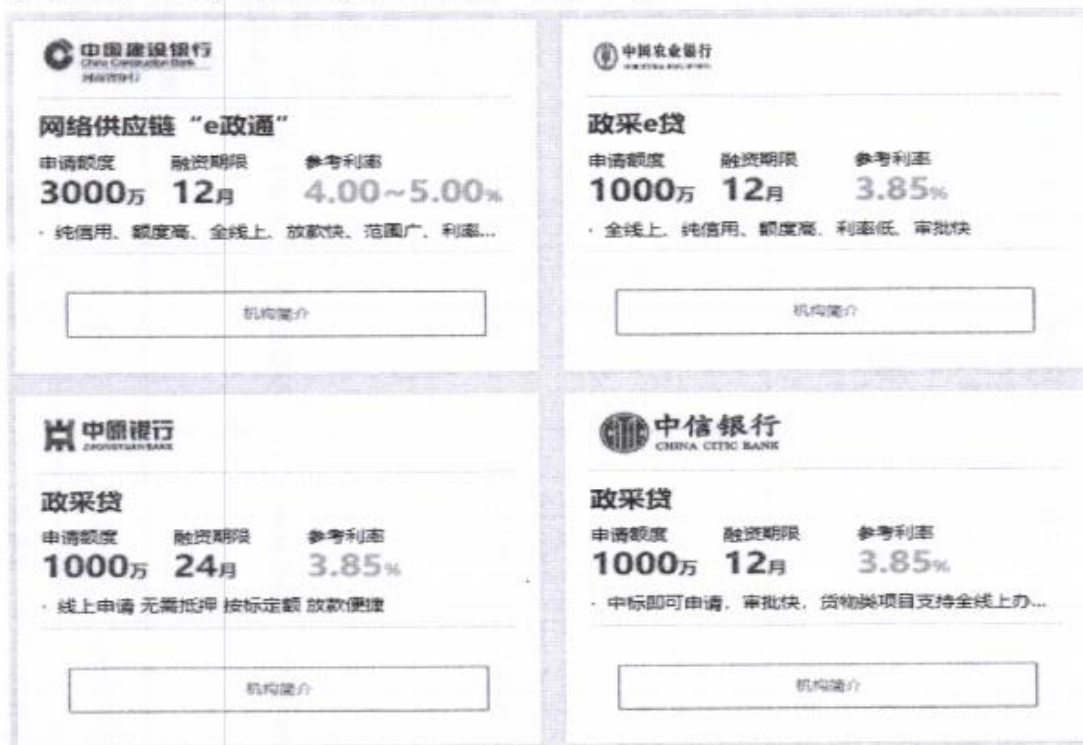 中国建设银行
China Construction Bank
网络供应链“e政通”
申请额度 融资期限 参考利率
3000万 12月 4.00~5.00%
· 纯信用、额度高、全线上、放款快、范围广、利率...
机构简介
中国农业银行
政采e贷
申请额度 融资期限 参考利率
1000万 12月 3.85%
· 全线上、纯信用、额度高、利率低、审批快
机构简介
中原银行
ZHONGYUAN BANK
政采贷
申请额度 融资期限 参考利率
1000万 24月 3.85%
· 线上申请 无需抵押 按标定额 放款便捷
机构简介
中信银行
CHINA CITIC BANK
政采贷
申请额度 融资期限 参考利率
1000万 12月 3.85%
· 中标即可申请、审批快、货物类项目支持全线上办...
机构简介